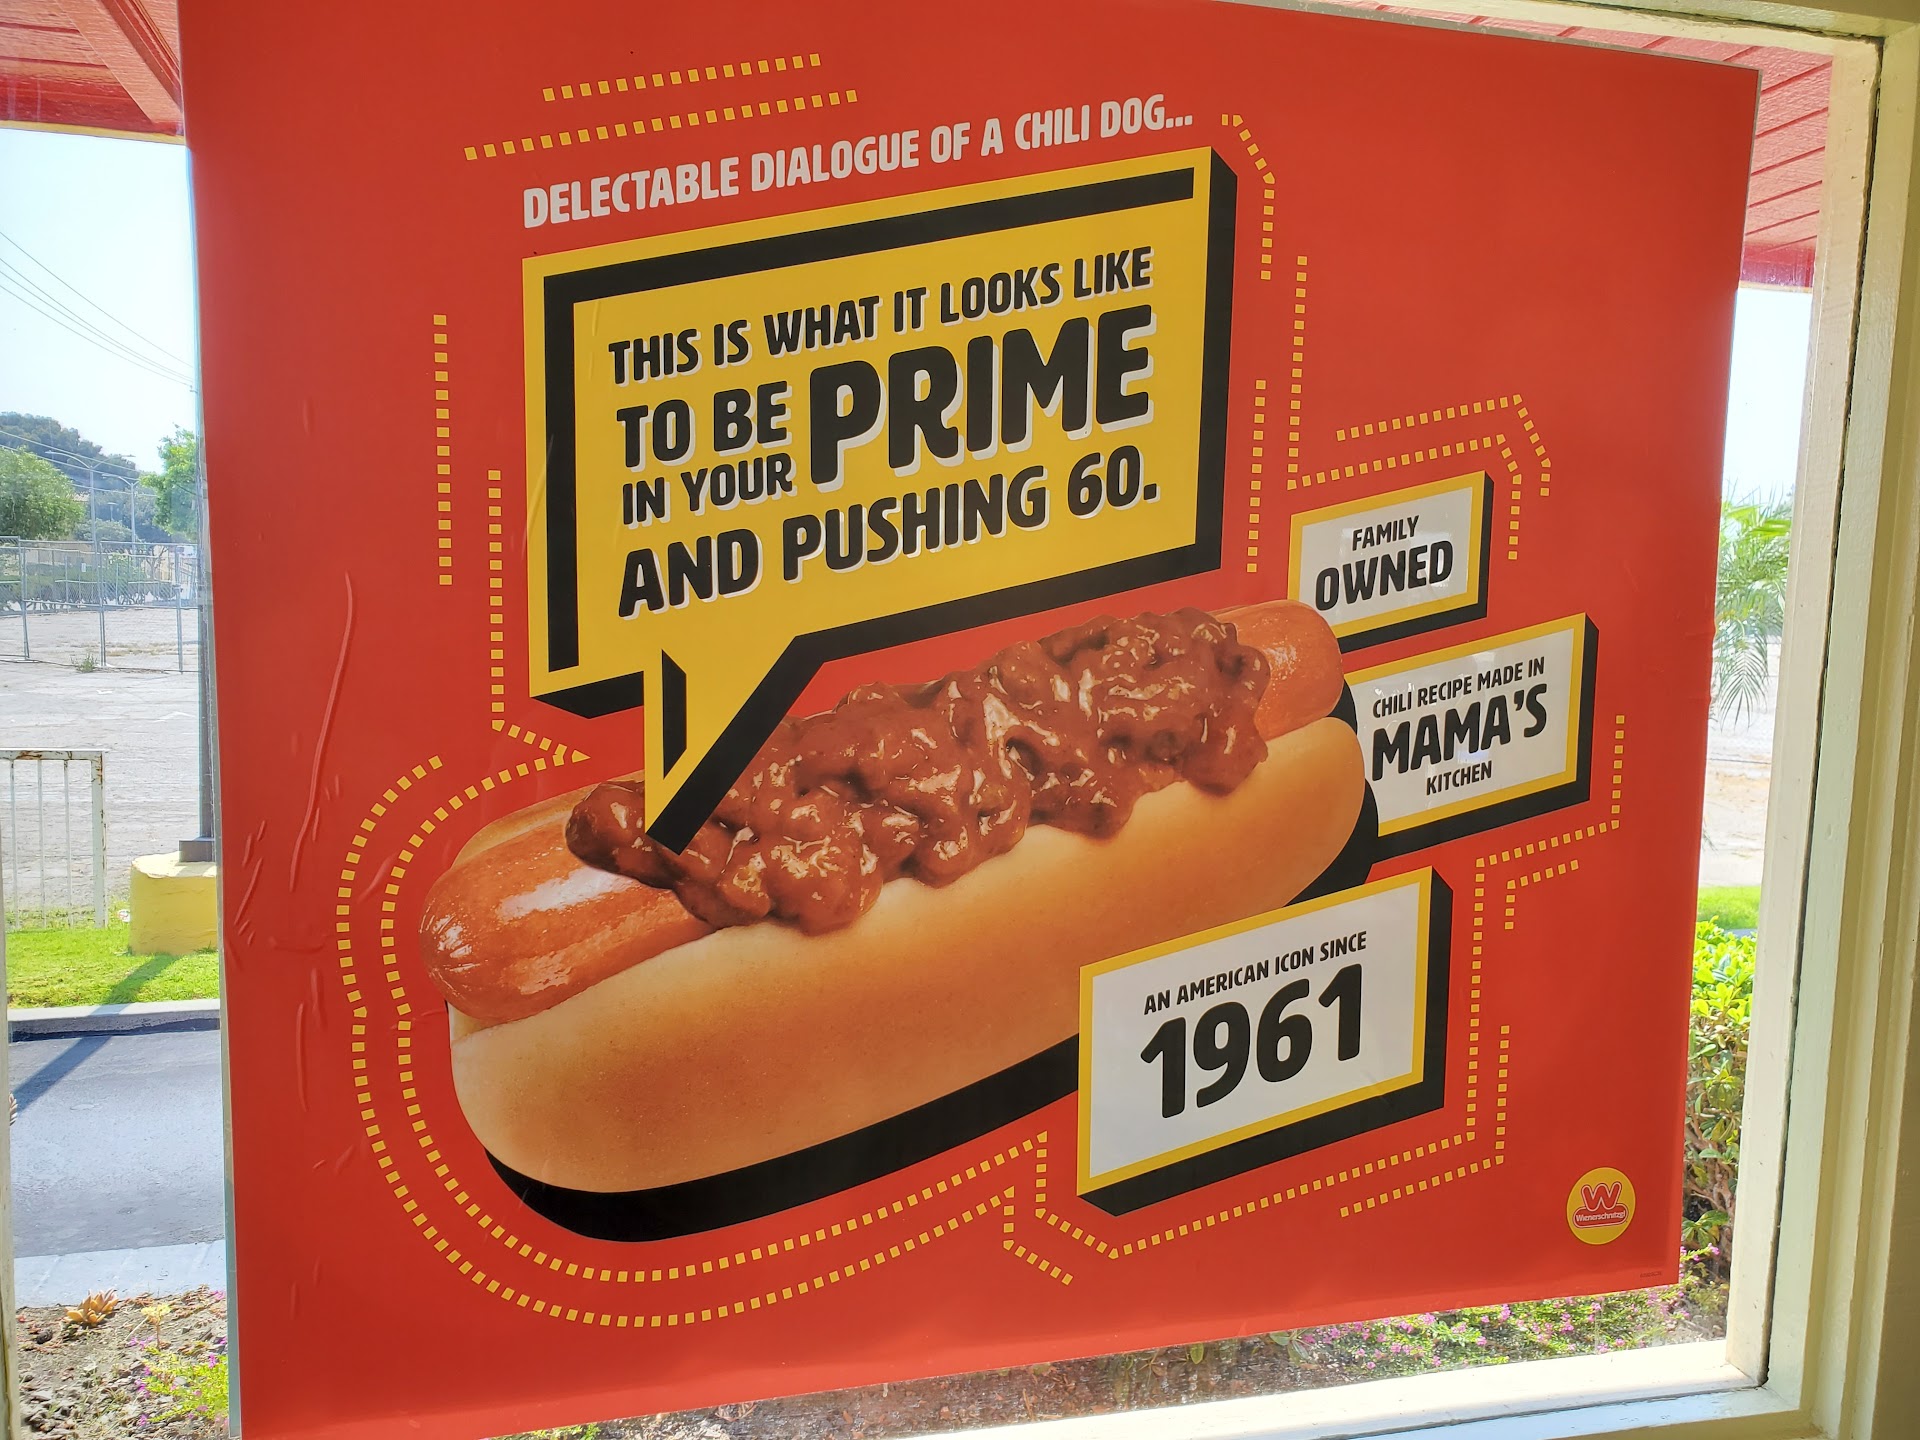 DELECTABLE DIALOGUE OF A CHILI DOG...
THIS IS WHAT IT LOOKS LIKE
TO BE PRIME
IN YOUR
AND PUSHING 60.
FAMILY
OWNED
CHILI RECIPE MADE IN
MAMA'S
KITCHEN
AN AMERICAN ICON SINCE
1961
W
Wienerschnitzel